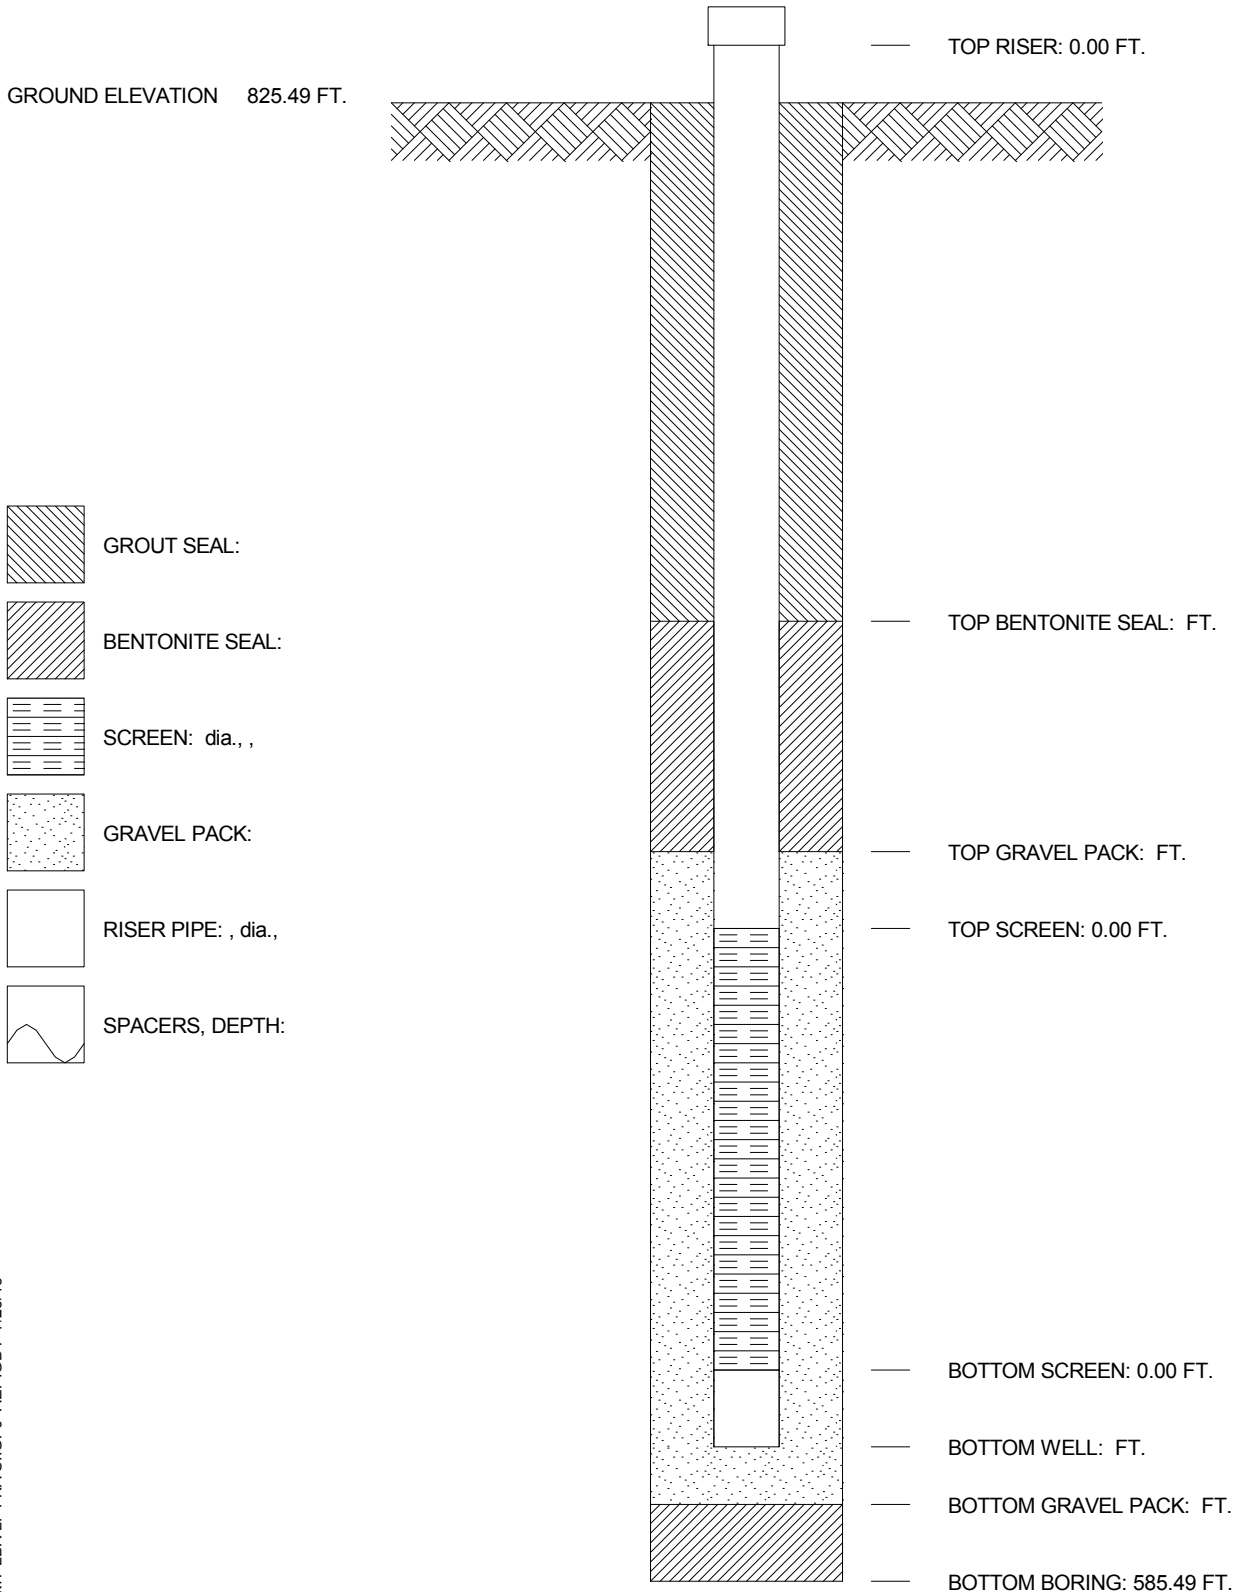 TOP RISER: 0.00 FT.
GROUND ELEVATION 825.49 FT.
GROUT SEAL:
TOP BENTONITE SEAL: FT.
BENTONITE SEAL:
SCREEN: dia., ,
GRAVEL PACK:
TOP GRAVEL PACK: FT.
RISER PIPE: , dia.,
TOP SCREEN: 0.00 FT.
SPACERS, DEPTH:
BOTTOM SCREEN: 0.00 FT.
BOTTOM WELL: FT.
BOTTOM GRAVEL PACK: FT.
BOTTOM BORING: 585.49 FT.